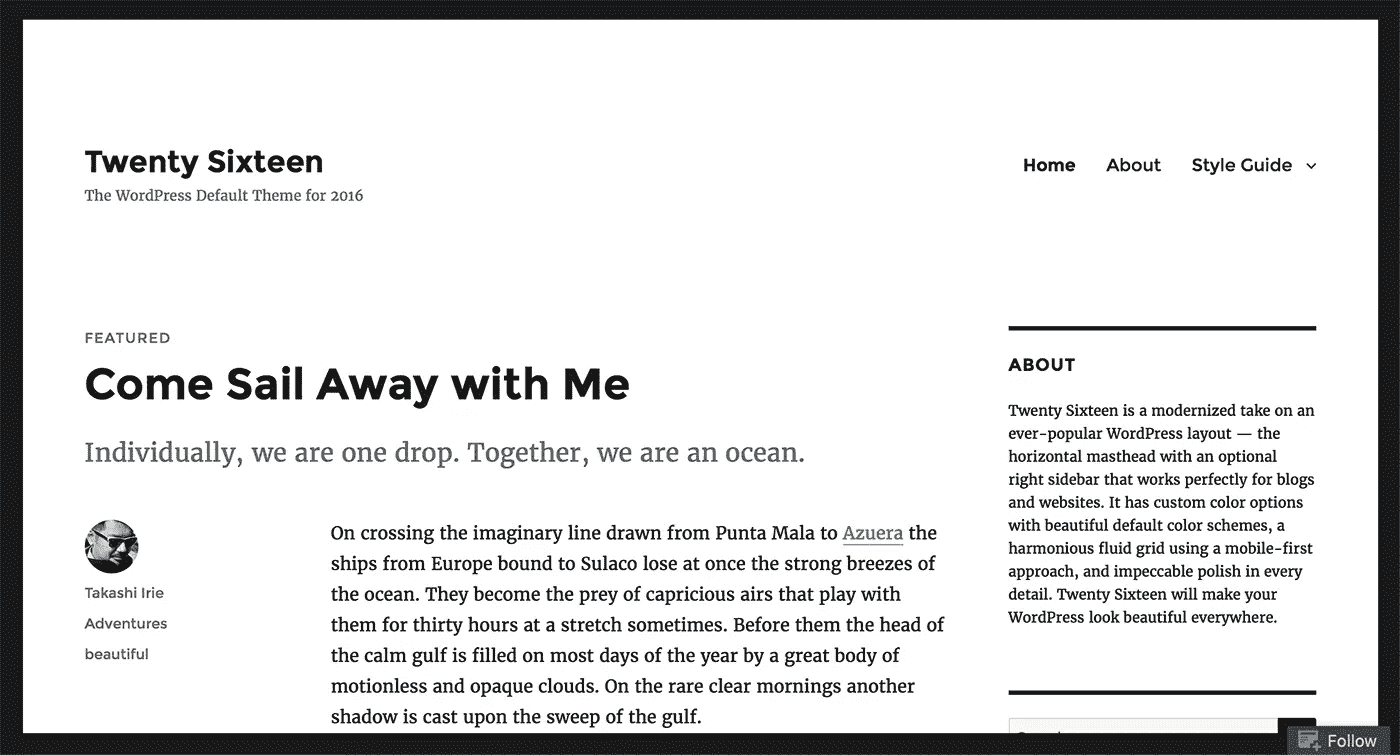 Twenty Sixteen
The WordPress Default Theme for 2016
Home About Style Guide
FEATURED
Come Sail Away with Me
Individually, we are one drop. Together, we are an ocean.
Takashi Irie
Adventures
beautiful
On crossing the imaginary line drawn from Punta Mala to Azuera the
ships from Europe bound to Sulaco lose at once the strong breezes of
the ocean. They become the prey of capricious airs that play with
them for thirty hours at a stretch sometimes. Before them the head of
the calm gulf is filled on most days of the year by a great body of
motionless and opaque clouds. On the rare clear mornings another
shadow is cast upon the sweep of the gulf.
ABOUT
Twenty Sixteen is a modernized take on an
ever-popular WordPress layout — the
horizontal masthead with an optional
right sidebar that works perfectly for blogs
and websites. It has custom color options
with beautiful default color schemes, a
harmonious fluid grid using a mobile-first
approach, and impeccable polish in every
detail. Twenty Sixteen will make your
WordPress look beautiful everywhere.
Follow